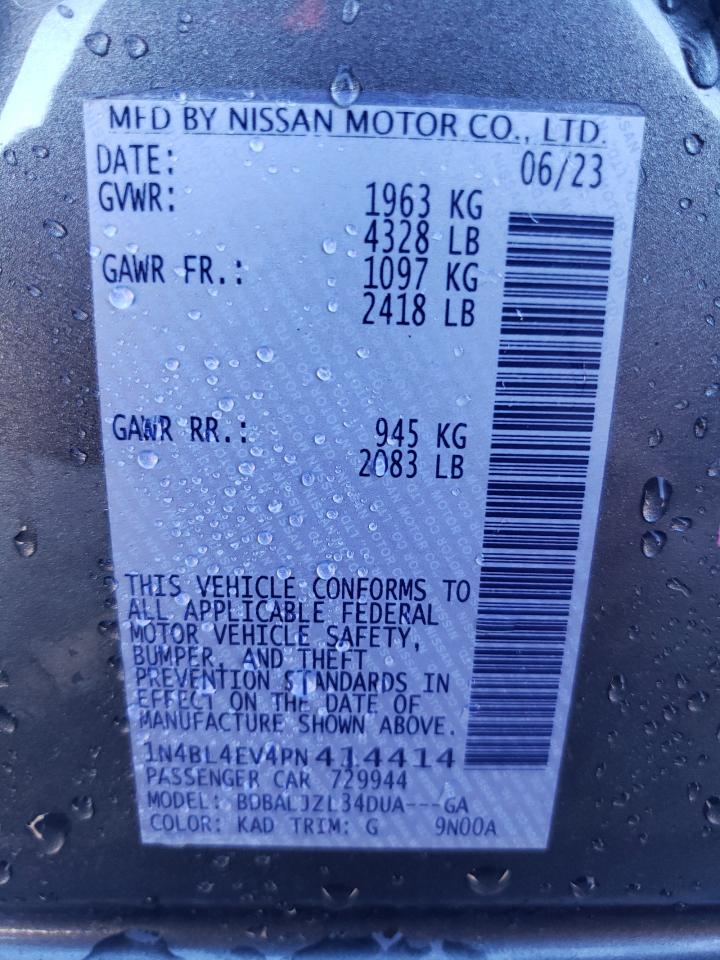 MFD BY NISSAN MOTOR CO., LTD.
DATE: 06/23
GVWR: 1963 KG
4328 LB
GAWR FR.: 1097 KG
2418 LB
GAWR RR.: 945 KG
2083 LB
THIS VEHICLE CONFORMS TO
ALL APPLICABLE FEDERAL
MOTOR VEHICLE SAFETY,
BUMPER, AND THEFT
PREVENTION STANDARDS IN
EFFECT ON THE DATE OF
MANUFACTURE SHOWN ABOVE.
1N4BL4EV4PN414414
PASSENGER CAR 729944
MODEL: BDBALJZL34DUA---GA
COLOR: KAD TRIM: G 9N00A